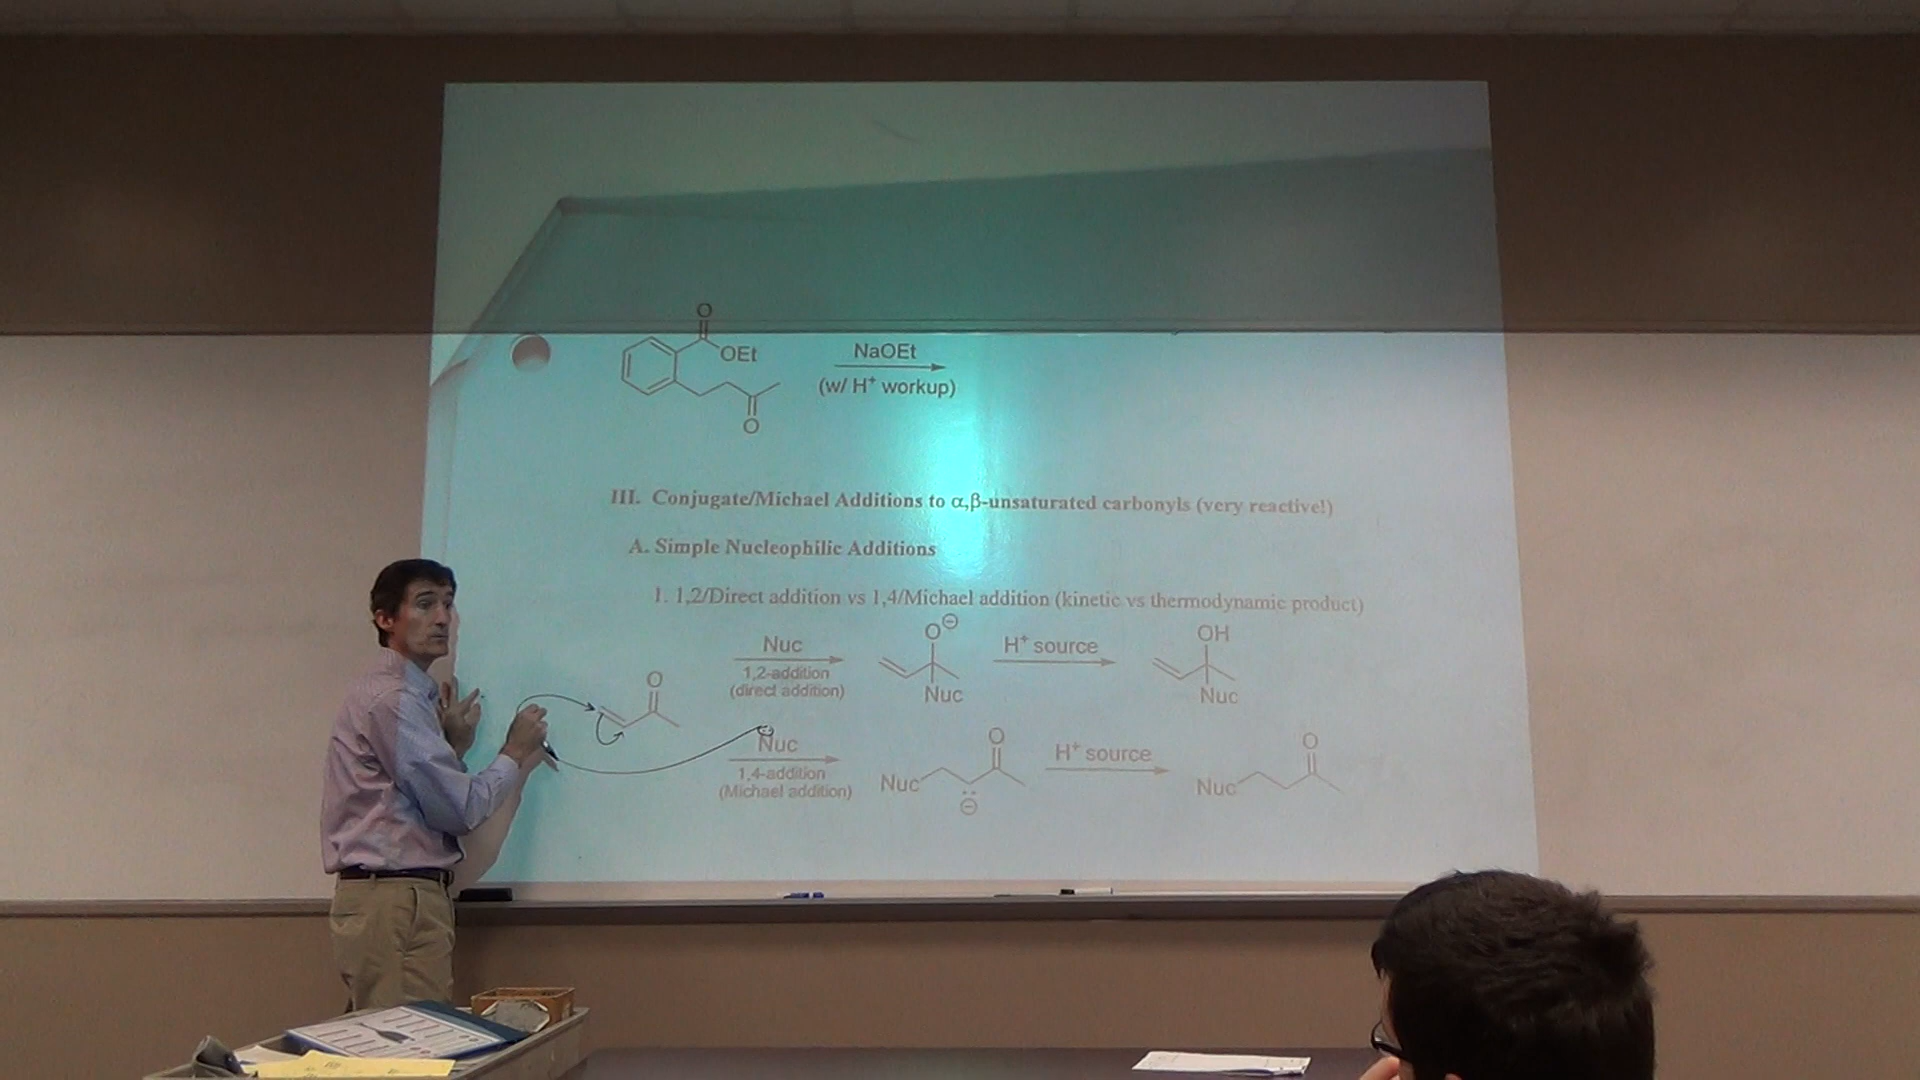 O
OEt
NaOEt
(w/ H⁺ workup)
O
III. Conjugate/Michael Additions to α,β-unsaturated carbonyls (very reactive!)
A. Simple Nucleophilic Additions
1. 1,2/Direct addition vs 1,4/Michael addition (kinetic vs thermodynamic product)
O
Nuc
1,2-addition
(direct addition)
O⊖
Nuc
H⁺ source
OH
Nuc
Nuc
1,4-addition
(Michael addition)
O
Nuc
⊖
H⁺ source
O
Nuc